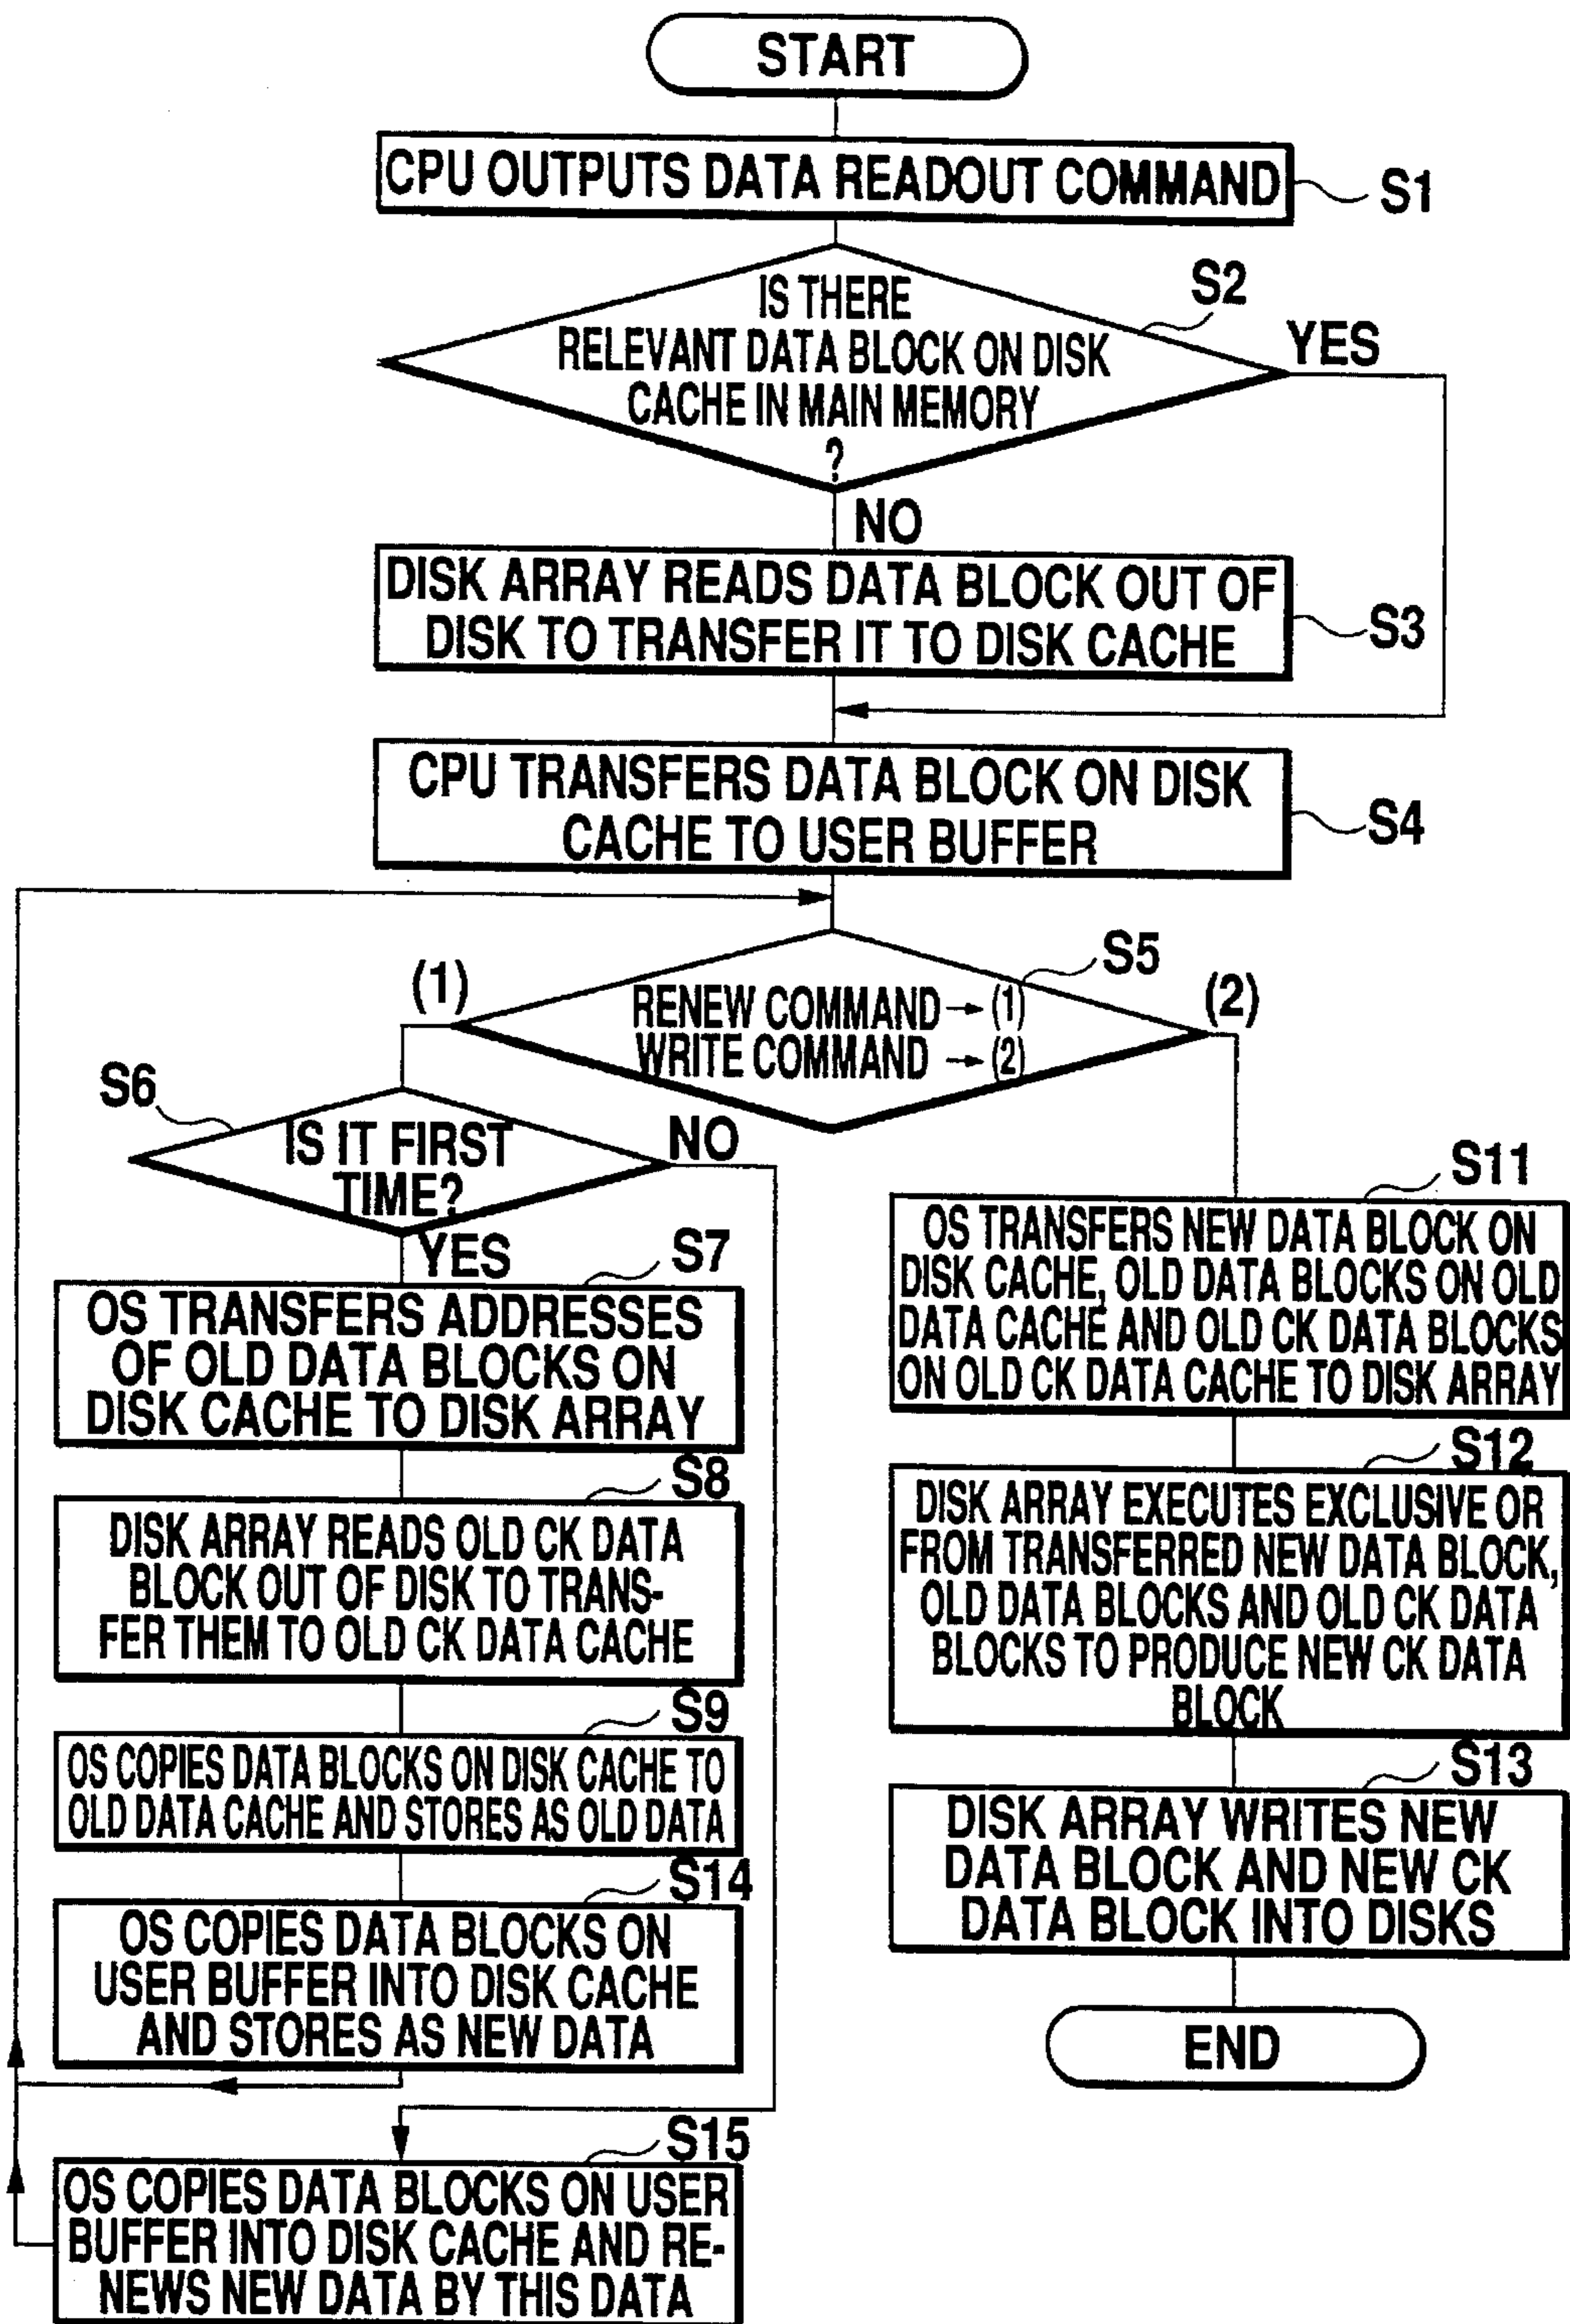 START
CPU OUTPUTS DATA READOUT COMMAND
S1
S2
IS THERE
RELEVANT DATA BLOCK ON DISK
CACHE IN MAIN MEMORY
?
YES
NO
DISK ARRAY READS DATA BLOCK OUT OF
DISK TO TRANSFER IT TO DISK CACHE
S3
CPU TRANSFERS DATA BLOCK ON DISK
CACHE TO USER BUFFER
S4
S5
(1)
RENEW COMMAND → (1)
WRITE COMMAND → (2)
(2)
S6
IS IT FIRST
TIME?
NO
YES
S7
OS TRANSFERS ADDRESSES
OF OLD DATA BLOCKS ON
DISK CACHE TO DISK ARRAY
S8
DISK ARRAY READS OLD CK DATA
BLOCK OUT OF DISK TO TRANS-
FER THEM TO OLD CK DATA CACHE
S9
OS COPIES DATA BLOCKS ON DISK CACHE TO
OLD DATA CACHE AND STORES AS OLD DATA
S14
OS COPIES DATA BLOCKS ON
USER BUFFER INTO DISK CACHE
AND STORES AS NEW DATA
S15
OS COPIES DATA BLOCKS ON USER
BUFFER INTO DISK CACHE AND RE-
NEWS NEW DATA BY THIS DATA
S11
OS TRANSFERS NEW DATA BLOCK ON
DISK CACHE, OLD DATA BLOCKS ON OLD
DATA CACHE AND OLD CK DATA BLOCKS
ON OLD CK DATA CACHE TO DISK ARRAY
S12
DISK ARRAY EXECUTES EXCLUSIVE OR
FROM TRANSFERRED NEW DATA BLOCK,
OLD DATA BLOCKS AND OLD CK DATA
BLOCKS TO PRODUCE NEW CK DATA
BLOCK
S13
DISK ARRAY WRITES NEW
DATA BLOCK AND NEW CK
DATA BLOCK INTO DISKS
END